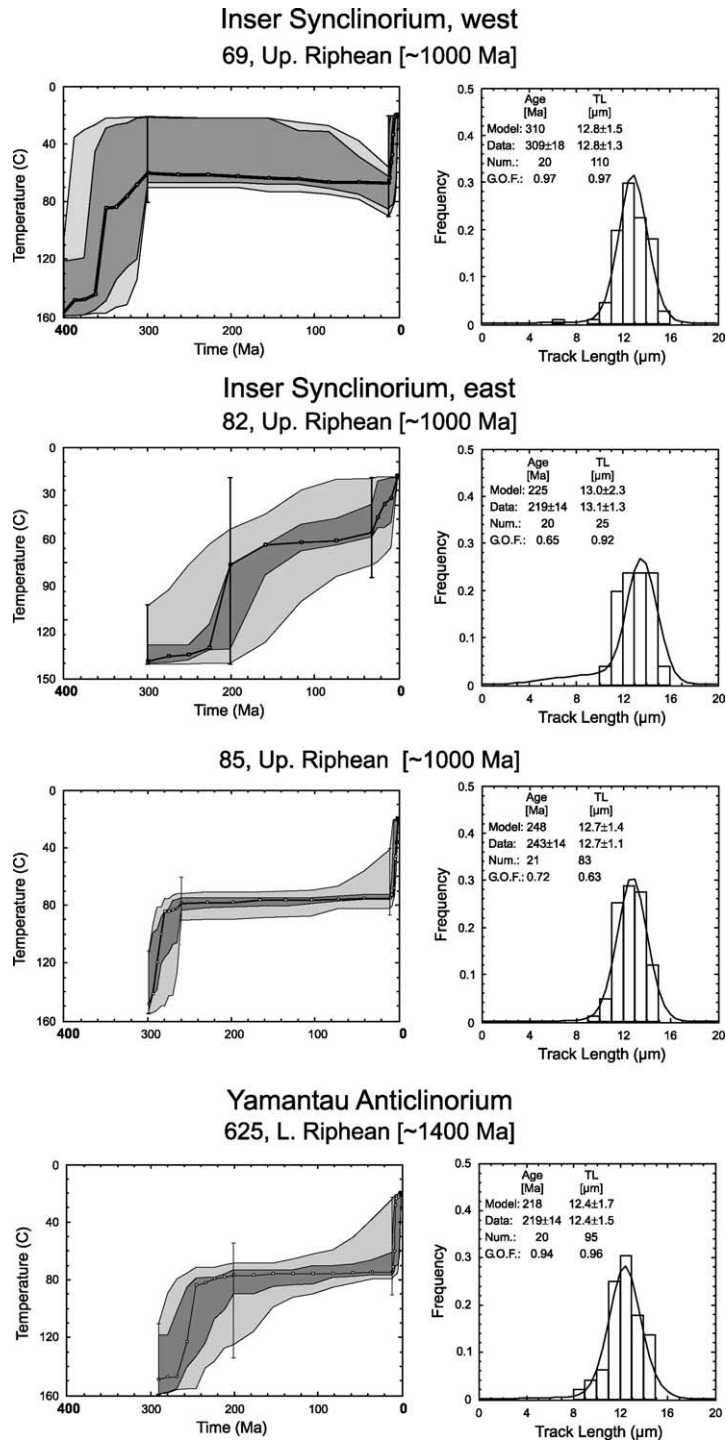 Inser Synclinorium, west
69, Up. Riphean [~1000 Ma]
Temperature (C)
0
40
80
120
160
400
300
200
100
0
Time (Ma)
Frequency
0.5
0.4
0.3
0.2
0.1
0
Age TL
[Ma] [µm]
Model: 310 12.8±1.5
Data: 309±18 12.8±1.3
Num.: 20 110
G.O.F.: 0.97 0.97
0 4 8 12 16 20
Track Length (µm)
Inser Synclinorium, east
82, Up. Riphean [~1000 Ma]
Temperature (C)
0
30
60
90
120
150
400 300 200 100 0
Time (Ma)
Frequency
0.5
0.4
0.3
0.2
0.1
0
Age TL
[Ma] [µm]
Model: 225 13.0±2.3
Data: 219±14 13.1±1.3
Num.: 20 25
G.O.F.: 0.65 0.92
0 4 8 12 16 20
Track Length (µm)
85, Up. Riphean [~1000 Ma]
Temperature (C)
0
40
80
120
160
400 300 200 100 0
Time (Ma)
Frequency
0.5
0.4
0.3
0.2
0.1
0
Age TL
[Ma] [µm]
Model: 248 12.7±1.4
Data: 243±14 12.7±1.1
Num.: 21 83
G.O.F.: 0.72 0.63
0 4 8 12 16 20
Track Length (µm)
Yamantau Anticlinorium
625, L. Riphean [~1400 Ma]
Temperature (C)
0
40
80
120
160
400 300 200 100 0
Time (Ma)
Frequency
0.5
0.4
0.3
0.2
0.1
0
Age TL
[Ma] [µm]
Model: 218 12.4±1.7
Data: 219±14 12.4±1.5
Num.: 20 95
G.O.F.: 0.94 0.96
0 4 8 12 16 20
Track Length (µm)